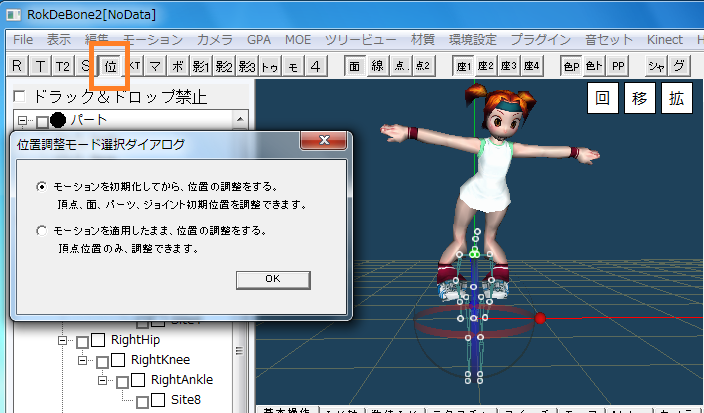 RokDeBone2[NoData]
File 表示 編集 モーション カメラ GPA MOE ツリービュー 材質 環境設定 プラグイン 音セット Kinect H
R T T2 S 位 KT マ ボ 影1 影2 影3 トゥ モ 4 面 線 点 点2 座1 座2 座3 座4 色P 色ト PP シャ グ
ドラック&ドロップ禁止
パート
回 移 拡
位置調整モード選択ダイアログ
モーションを初期化してから、位置の調整をする。
頂点、面、パーツ、ジョイント初期位置を調整できます。
モーションを適用したまま、位置の調整をする。
頂点位置のみ、調整できます。
OK
RightHip
RightKnee
RightAnkle
Site8
基本操作